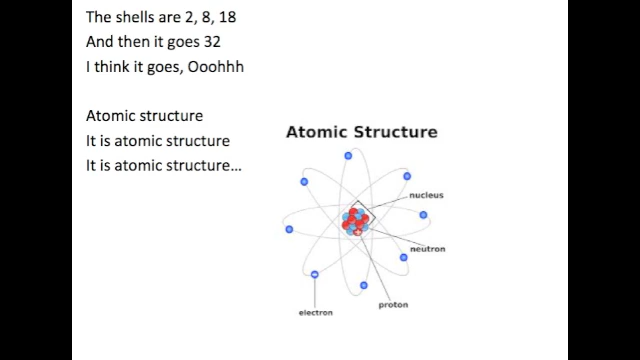 The shells are 2, 8, 18
And then it goes 32
I think it goes, Ooohhh
Atomic structure
It is atomic structure
It is atomic structure…
Atomic Structure
nucleus
neutron
proton
electron